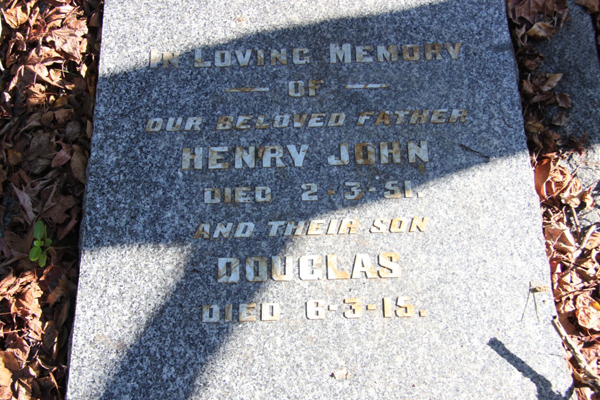 In Loving Memory
— OF —
OUR BELOVED FATHER
HENRY JOHN
DIED 2-3-51.
AND THEIR SON
DOUGLAS
DIED 6-3-15.